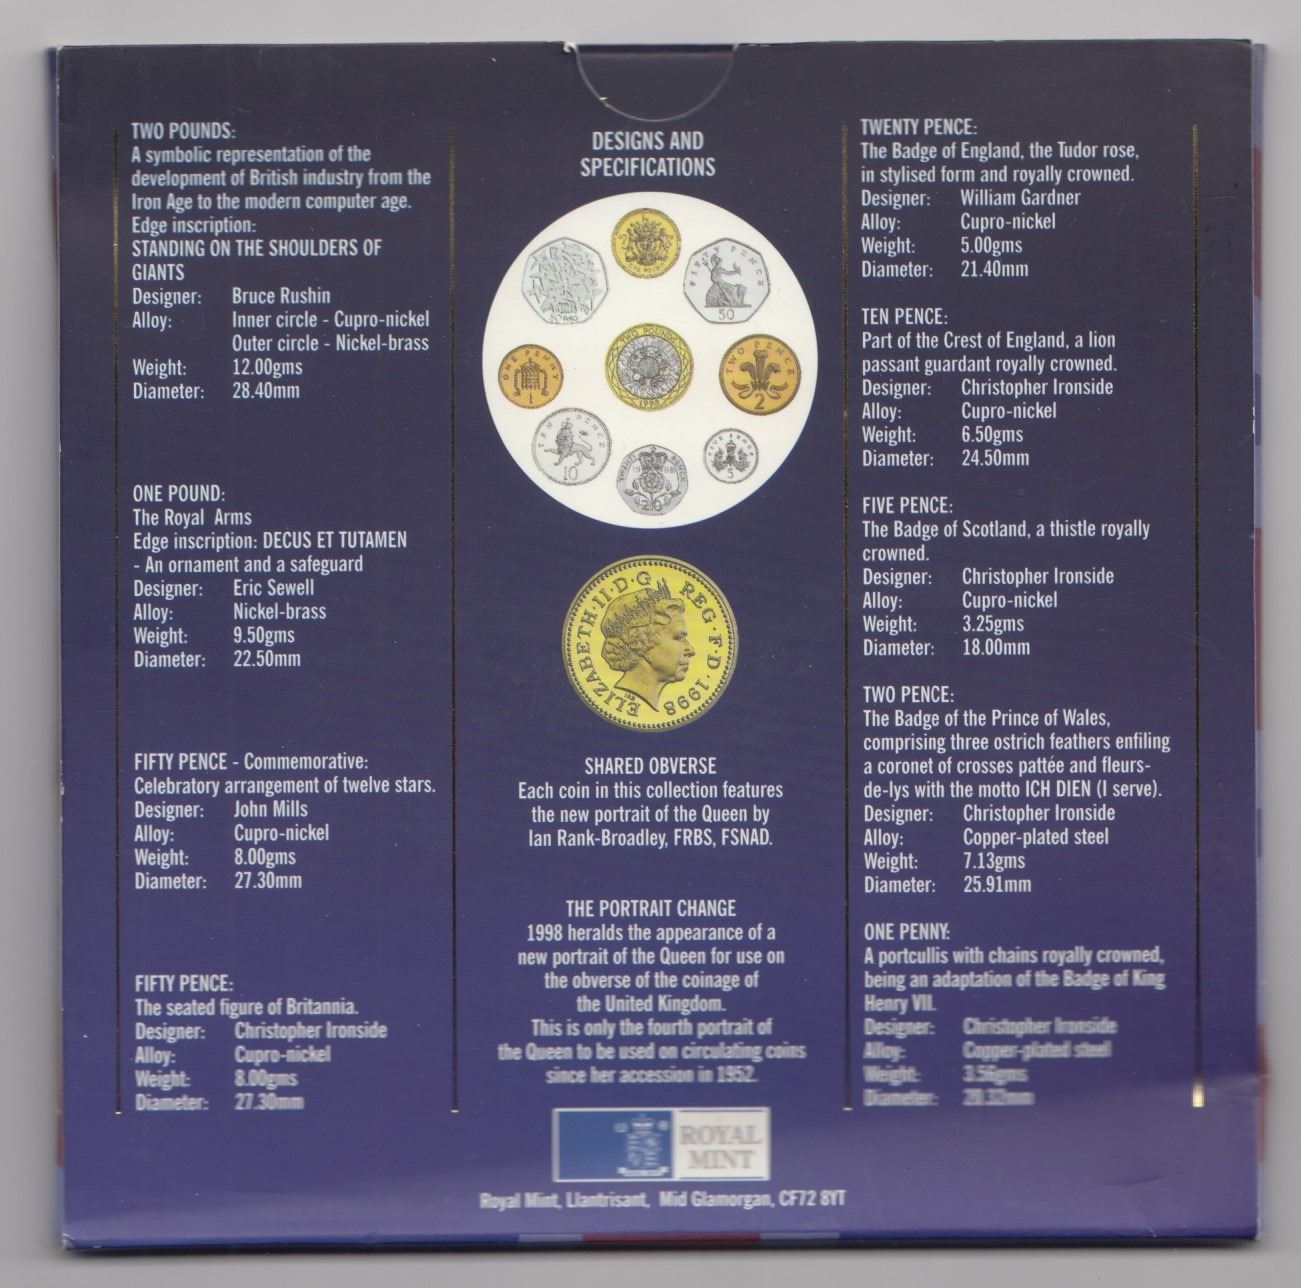 TWO POUNDS:
A symbolic representation of the
development of British industry from the
Iron Age to the modern computer age.
Edge inscription:
STANDING ON THE SHOULDERS OF
GIANTS
Designer: Bruce Rushin
Alloy: Inner circle - Cupro-nickel
Outer circle - Nickel-brass
Weight: 12.00gms
Diameter: 28.40mm
ONE POUND:
The Royal Arms
Edge inscription: DECUS ET TUTAMEN
- An ornament and a safeguard
Designer: Eric Sewell
Alloy: Nickel-brass
Weight: 9.50gms
Diameter: 22.50mm
FIFTY PENCE - Commemorative:
Celebratory arrangement of twelve stars.
Designer: John Mills
Alloy: Cupro-nickel
Weight: 8.00gms
Diameter: 27.30mm
FIFTY PENCE:
The seated figure of Britannia.
Designer: Christopher Ironside
Alloy: Cupro-nickel
Weight: 8.00gms
Diameter: 27.30mm
DESIGNS AND
SPECIFICATIONS
FIFTY PENCE
50
ONE PENNY
1
TWO POUNDS
1998
TWO PENCE
2
TEN PENCE
10
TWENTY PENCE
1998
20
FIVE PENCE
5
ELIZABETH·II·D·G REG·F·D·1998
SHARED OBVERSE
Each coin in this collection features
the new portrait of the Queen by
Ian Rank-Broadley, FRBS, FSNAD.
THE PORTRAIT CHANGE
1998 heralds the appearance of a
new portrait of the Queen for use on
the obverse of the coinage of
the United Kingdom.
This is only the fourth portrait of
the Queen to be used on circulating coins
since her accession in 1952.
ROYAL
MINT
Royal Mint, Llantrisant, Mid Glamorgan, CF72 8YT
TWENTY PENCE:
The Badge of England, the Tudor rose,
in stylised form and royally crowned.
Designer: William Gardner
Alloy: Cupro-nickel
Weight: 5.00gms
Diameter: 21.40mm
TEN PENCE:
Part of the Crest of England, a lion
passant guardant royally crowned.
Designer: Christopher Ironside
Alloy: Cupro-nickel
Weight: 6.50gms
Diameter: 24.50mm
FIVE PENCE:
The Badge of Scotland, a thistle royally
crowned.
Designer: Christopher Ironside
Alloy: Cupro-nickel
Weight: 3.25gms
Diameter: 18.00mm
TWO PENCE:
The Badge of the Prince of Wales,
comprising three ostrich feathers enfiling
a coronet of crosses pattée and fleurs-
de-lys with the motto ICH DIEN (I serve).
Designer: Christopher Ironside
Alloy: Copper-plated steel
Weight: 7.13gms
Diameter: 25.91mm
ONE PENNY:
A portcullis with chains royally crowned,
being an adaptation of the Badge of King
Henry VII.
Designer: Christopher Ironside
Alloy: Copper-plated steel
Weight: 3.56gms
Diameter: 20.32mm